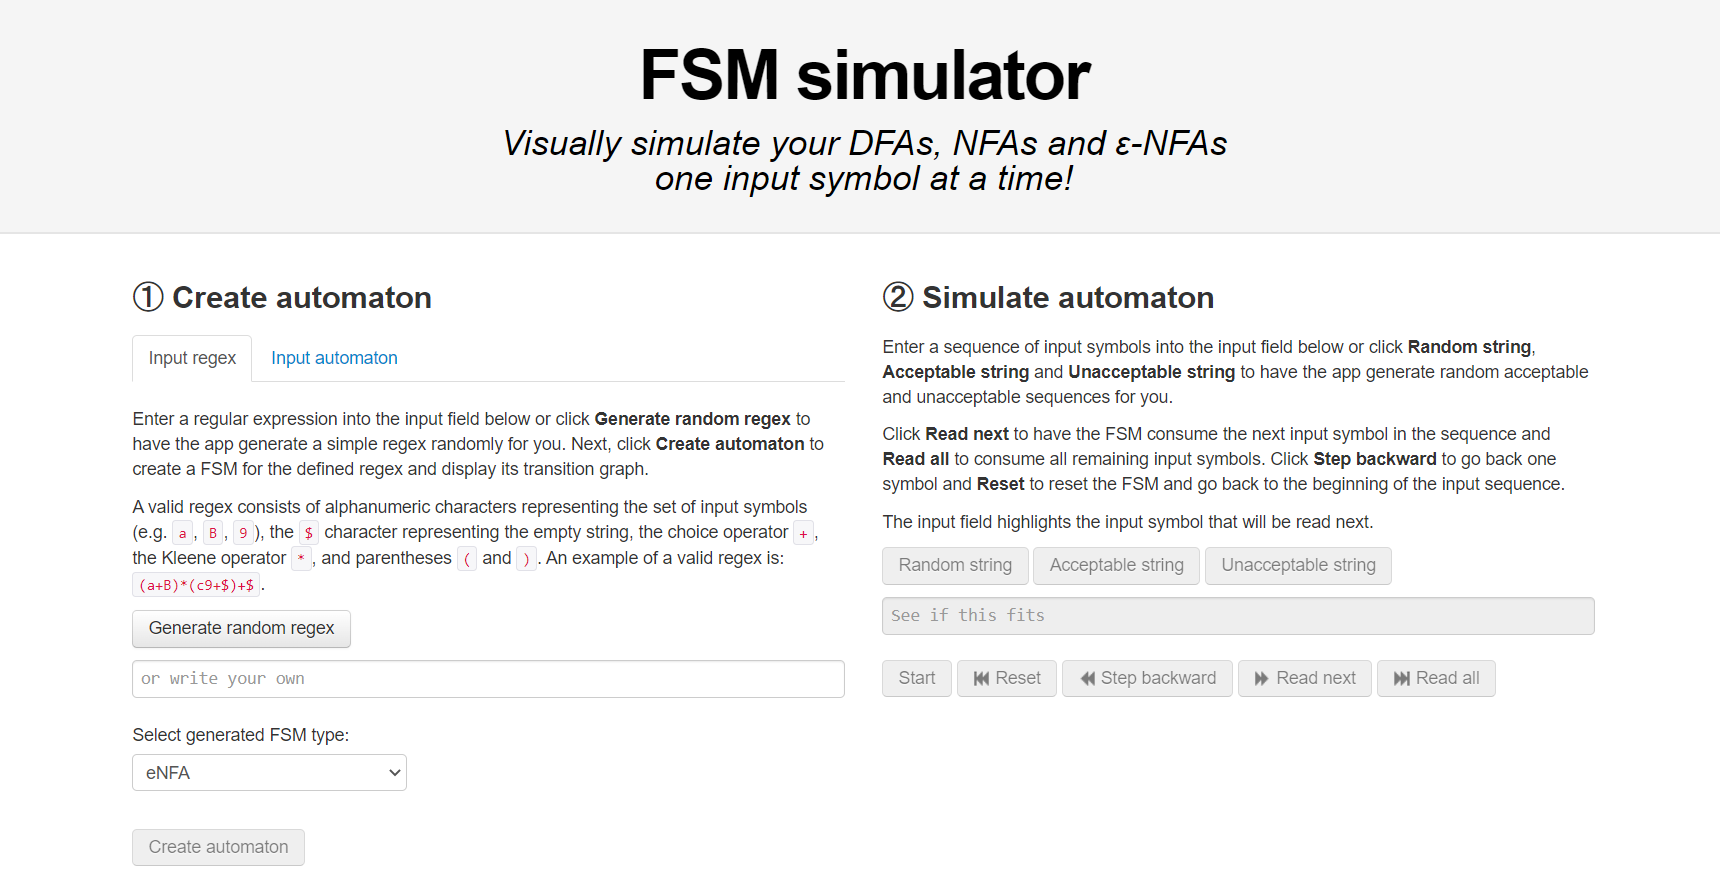 FSM simulator
Visually simulate your DFAs, NFAs and ε-NFAs
one input symbol at a time!
① Create automaton
Input regex
Input automaton
Enter a regular expression into the input field below or click Generate random regex to
have the app generate a simple regex randomly for you. Next, click Create automaton to
create a FSM for the defined regex and display its transition graph.
A valid regex consists of alphanumeric characters representing the set of input symbols
(e.g. a, B, 9), the $ character representing the empty string, the choice operator +,
the Kleene operator *, and parentheses ( and ). An example of a valid regex is:
(a+B)*(c9+$)+$.
Generate random regex
or write your own
Select generated FSM type:
eNFA
Create automaton
② Simulate automaton
Enter a sequence of input symbols into the input field below or click Random string,
Acceptable string and Unacceptable string to have the app generate random acceptable
and unacceptable sequences for you.
Click Read next to have the FSM consume the next input symbol in the sequence and
Read all to consume all remaining input symbols. Click Step backward to go back one
symbol and Reset to reset the FSM and go back to the beginning of the input sequence.
The input field highlights the input symbol that will be read next.
Random string
Acceptable string
Unacceptable string
See if this fits
Start
Reset
Step backward
Read next
Read all